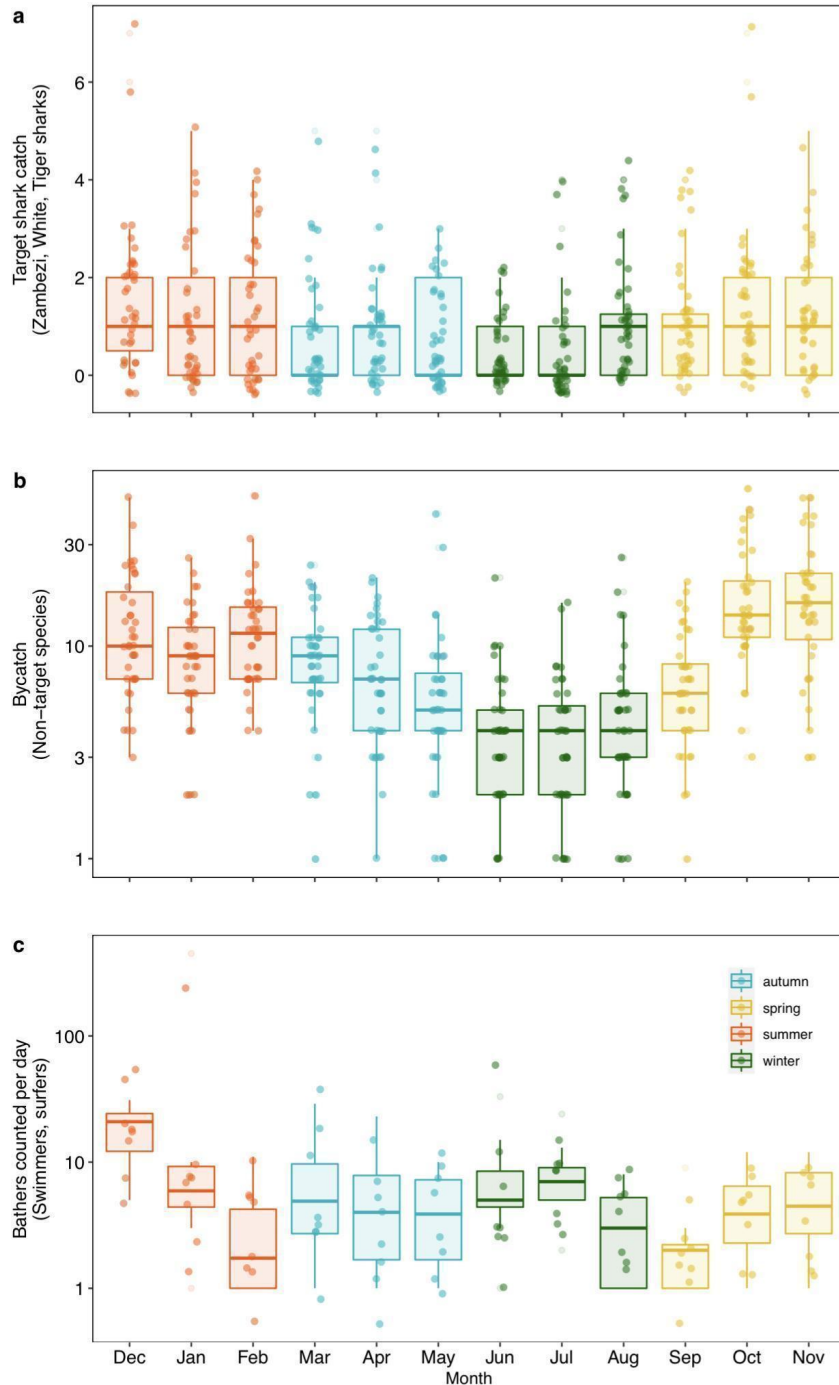 a
Target shark catch
(Zambezi, White, Tiger sharks)
6
4
2
0
b
Bycatch
(Non−target species)
30
10
3
1
c
Bathers counted per day
(Swimmers, surfers)
100
10
1
autumn
spring
summer
winter
Dec Jan Feb Mar Apr May Jun Jul Aug Sep Oct Nov
Month